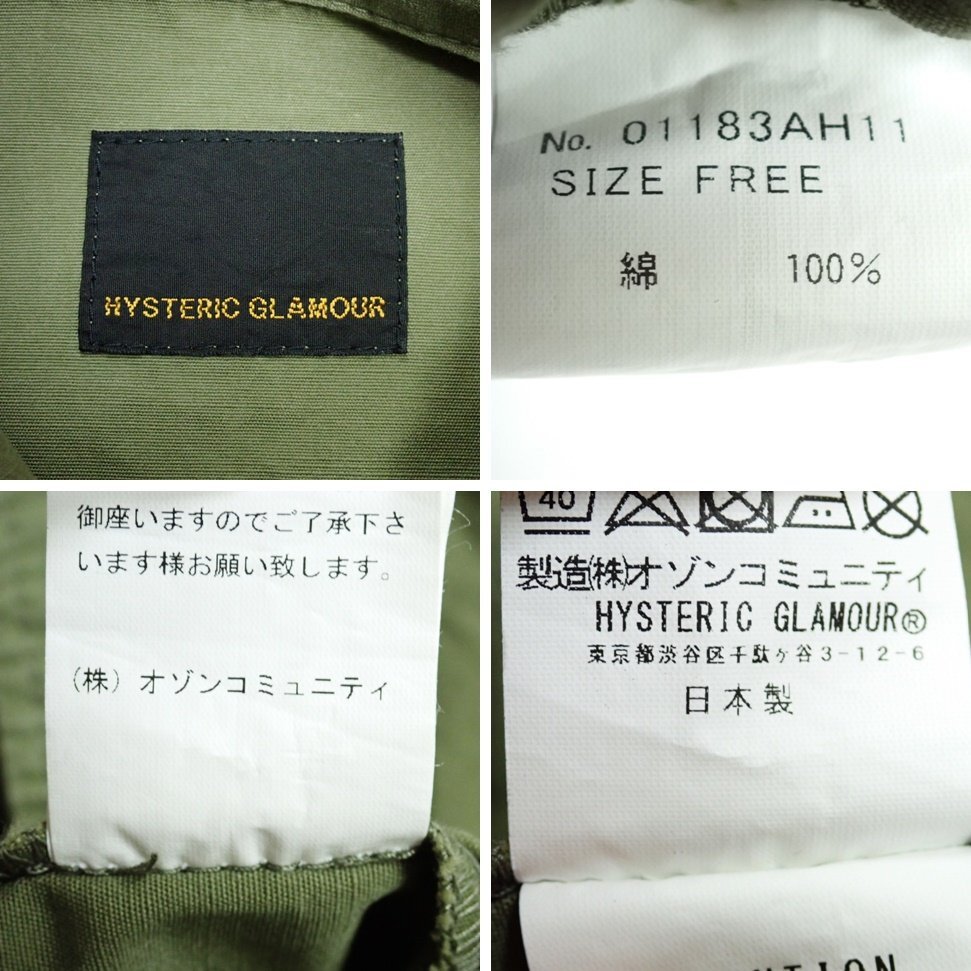 HYSTERIC GLAMOUR
No. 01183AH11
SIZE FREE
綿 100%
御座いますのでご了承下さ
います様お願い致します。
(株) オゾンコミュニティ
40
製造(株)オゾンコミュニティ
HYSTERIC GLAMOUR®
東京都渋谷区千駄ヶ谷3-12-6
日本製